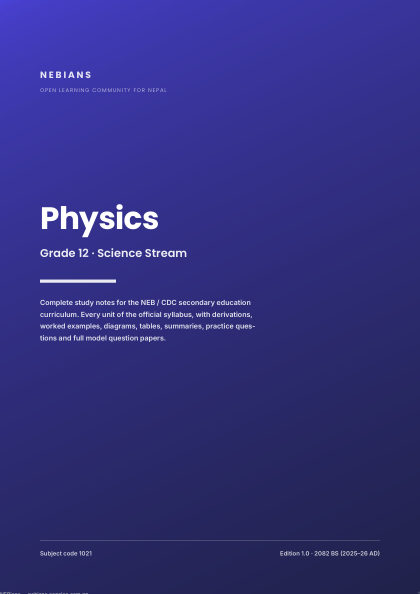 NEBIANS
OPEN LEARNING COMMUNITY FOR NEPAL
Physics
Grade 12 · Science Stream
Complete study notes for the NEB / CDC secondary education
curriculum. Every unit of the official syllabus, with derivations,
worked examples, diagrams, tables, summaries, practice ques-
tions and full model question papers.
Subject code 1021
Edition 1.0 · 2082 BS (2025–26 AD)